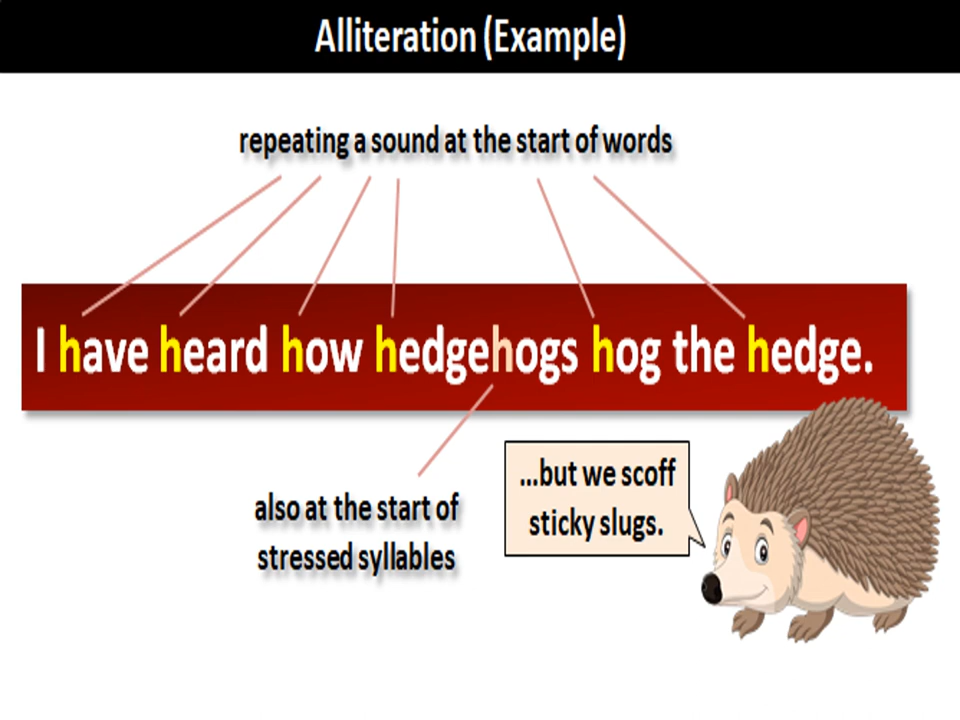 Alliteration (Example)
repeating a sound at the start of words
I have heard how hedgehogs hog the hedge.
also at the start of
stressed syllables
...but we scoff
sticky slugs.